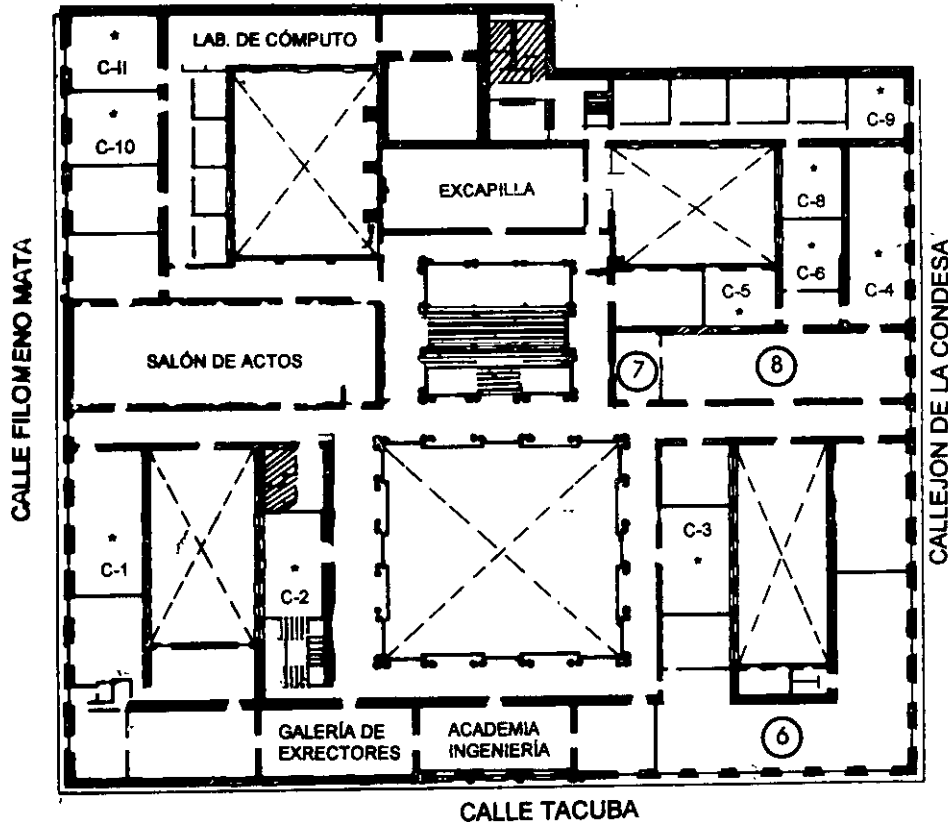 LAB. DE CÓMPUTO
*
C-II
*
C-10
*
C-9
EXCAPILLA
*
C-8
*
C-6
*
C-4
C-5
*
CALLE FILOMENO MATA
CALLEJON DE LA CONDESA
SALÓN DE ACTOS
7
8
*
C-1
*
C-2
C-3
*
GALERÍA DE
EXRECTORES
ACADEMIA
INGENIERÍA
6
CALLE TACUBA